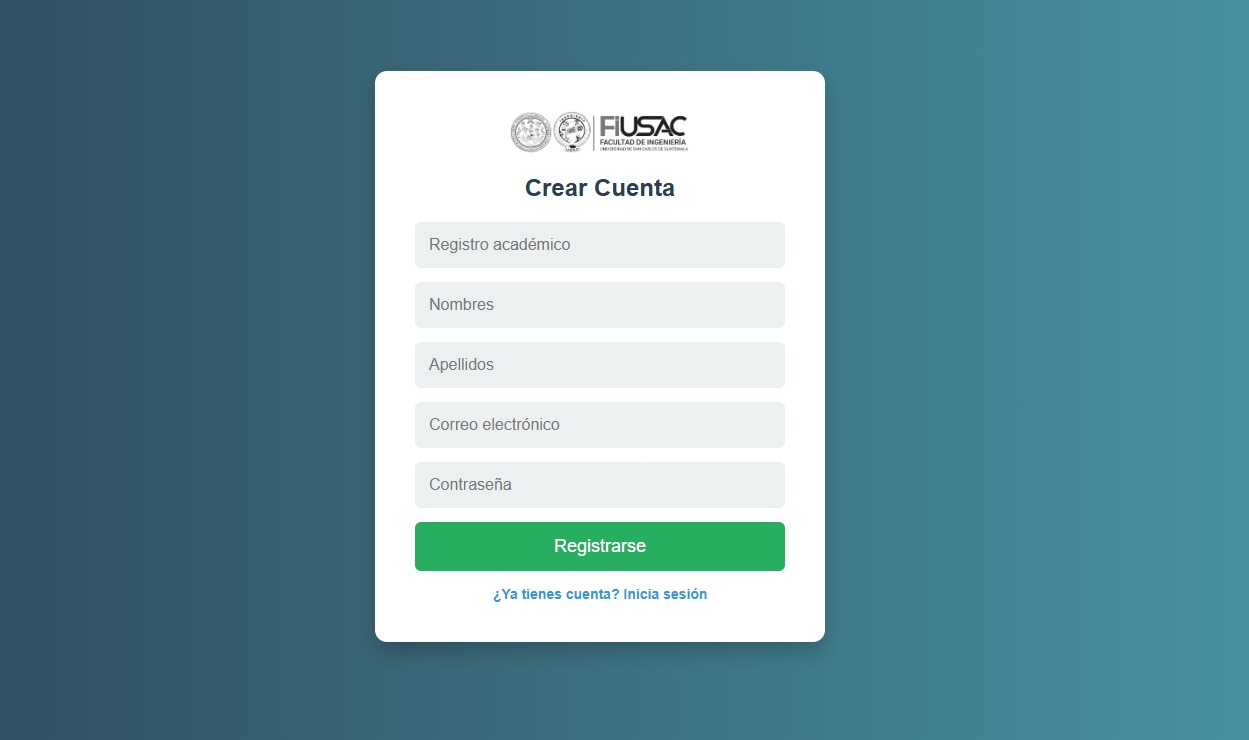 FIUSAC
FACULTAD DE INGENIERÍA
UNIVERSIDAD DE SAN CARLOS DE GUATEMALA
Crear Cuenta
Registro académico
Nombres
Apellidos
Correo electrónico
Contraseña
Registrarse
¿Ya tienes cuenta? Inicia sesión